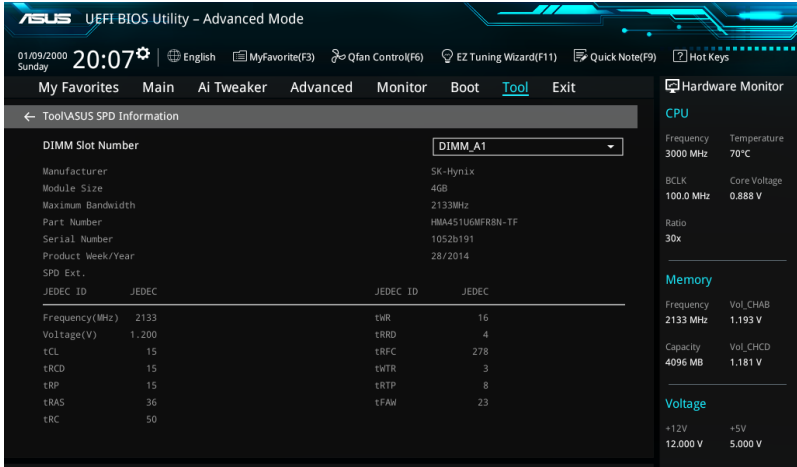 ASUS UEFI BIOS Utility – Advanced Mode
01/09/2000
Sunday
20:07
English
MyFavorite(F3)
Qfan Control(F6)
EZ Tuning Wizard(F11)
Quick Note(F9)
? Hot Keys
My Favorites Main Ai Tweaker Advanced Monitor Boot Tool Exit
Hardware Monitor
← Tool\ASUS SPD Information
DIMM Slot Number DIMM_A1
Manufacturer SK-Hynix
Module Size 4GB
Maximum Bandwidth 2133MHz
Part Number HMA451U6MFR8N-TF
Serial Number 1052b191
Product Week/Year 28/2014
SPD Ext.
JEDEC ID JEDEC JEDEC ID JEDEC
Frequency(MHz) 2133 tWR 16
Voltage(V) 1.200 tRRD 4
tCL 15 tRFC 278
tRCD 15 tWTR 3
tRP 15 tRTP 8
tRAS 36 tFAW 23
tRC 50
CPU
Frequency Temperature
3000 MHz 70°C
BCLK Core Voltage
100.0 MHz 0.888 V
Ratio
30x
Memory
Frequency Vol_CHAB
2133 MHz 1.193 V
Capacity Vol_CHCD
4096 MB 1.181 V
Voltage
+12V +5V
12.000 V 5.000 V